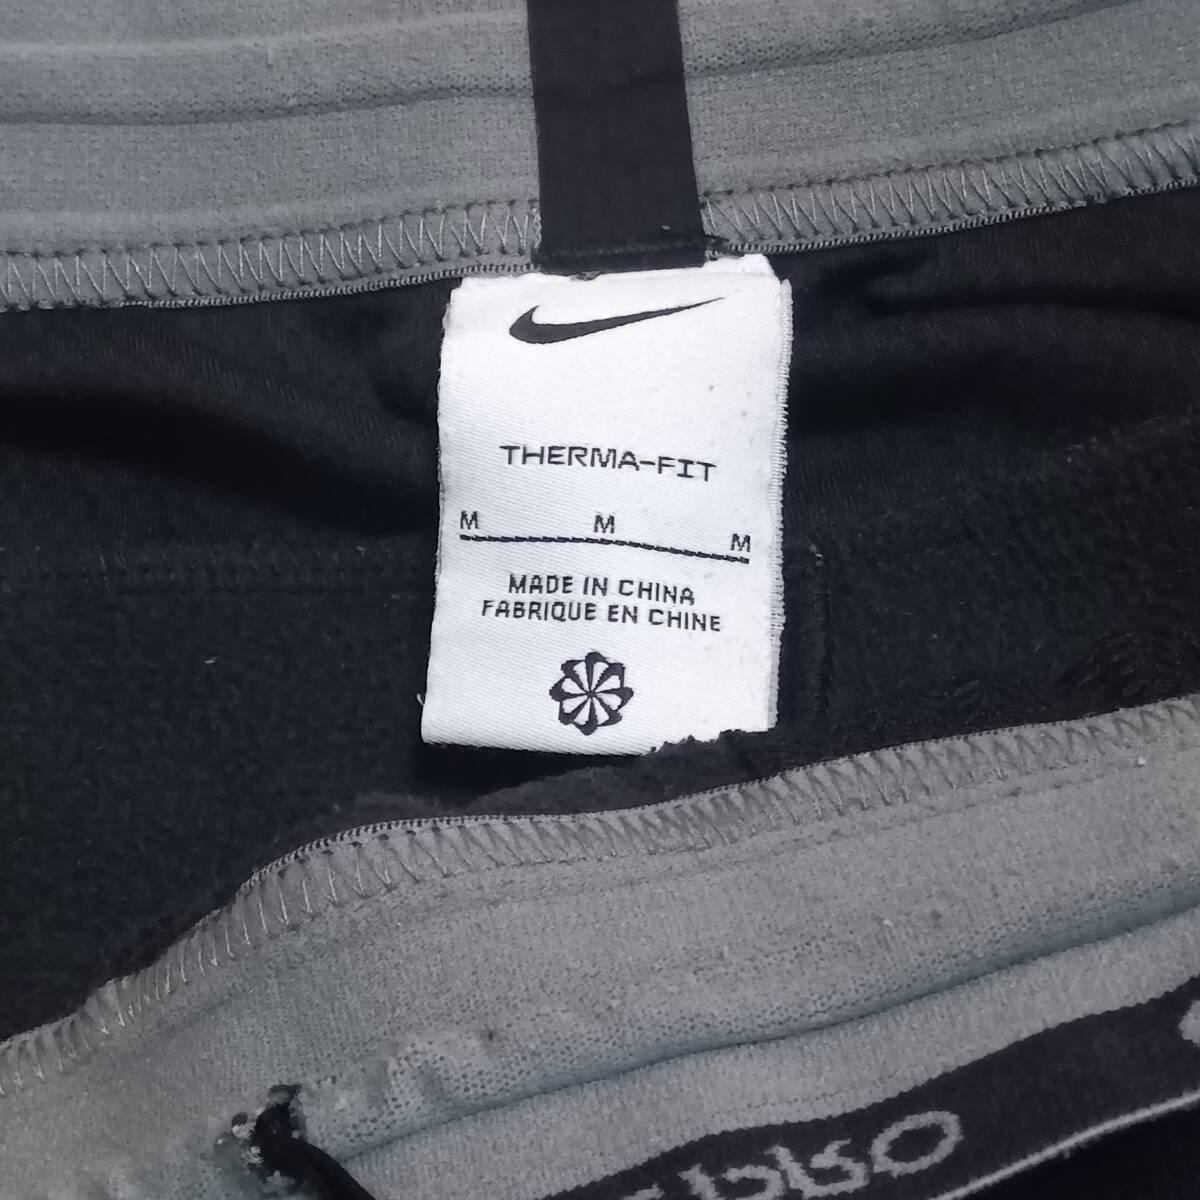 THERMA-FIT
M M M
MADE IN CHINA
FABRIQUE EN CHINE